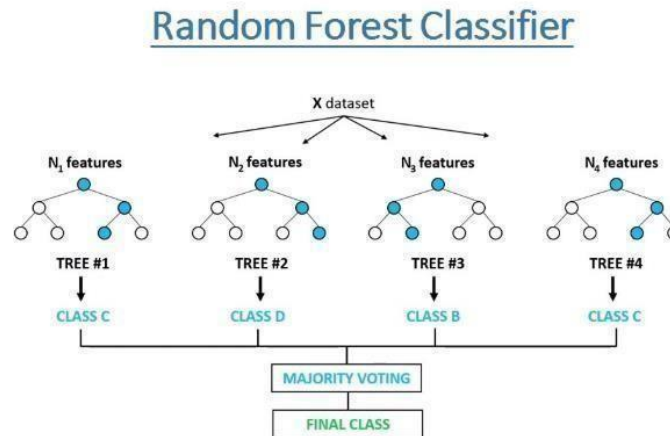 Random Forest Classifier
X dataset
N₁ features N₂ features N₃ features N₄ features
TREE #1 TREE #2 TREE #3 TREE #4
CLASS C CLASS D CLASS B CLASS C
MAJORITY VOTING
FINAL CLASS